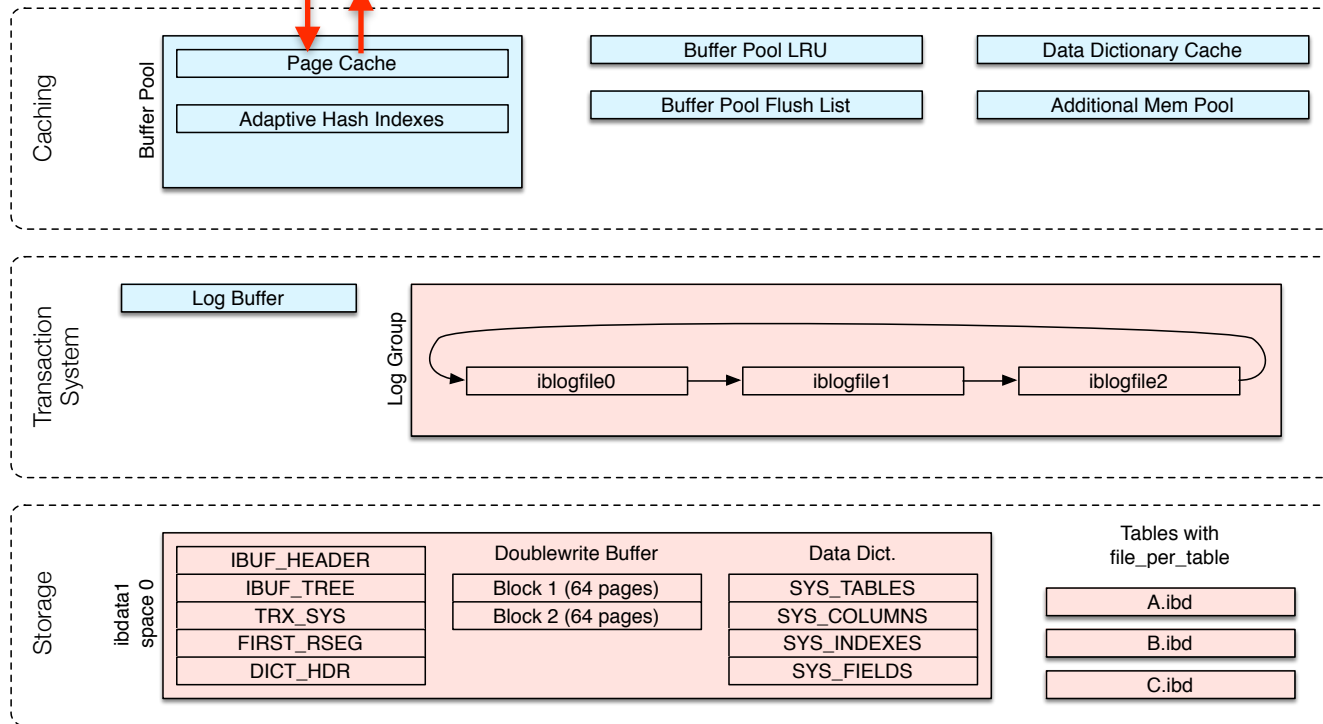 Caching
Buffer Pool
Page Cache
Adaptive Hash Indexes
Buffer Pool LRU
Buffer Pool Flush List
Data Dictionary Cache
Additional Mem Pool
Transaction
System
Log Buffer
Log Group
iblogfile0
iblogfile1
iblogfile2
Storage
ibdata1
space 0
IBUF_HEADER
IBUF_TREE
TRX_SYS
FIRST_RSEG
DICT_HDR
Doublewrite Buffer
Block 1 (64 pages)
Block 2 (64 pages)
Data Dict.
SYS_TABLES
SYS_COLUMNS
SYS_INDEXES
SYS_FIELDS
Tables with
file_per_table
A.ibd
B.ibd
C.ibd